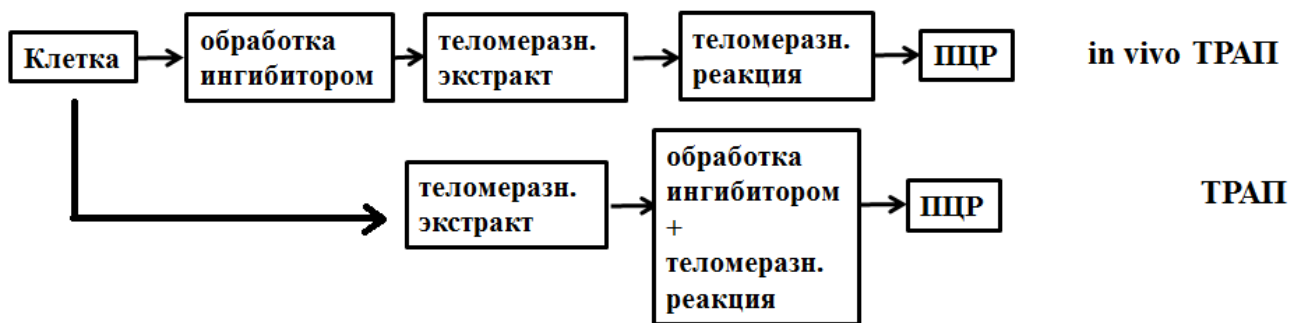 Клетка
обработка
ингибитором
теломеразн.
экстракт
теломеразн.
реакция
ПЦР
in vivo ТРАП
теломеразн.
экстракт
обработка
ингибитором
+
теломеразн.
реакция
ПЦР
ТРАП